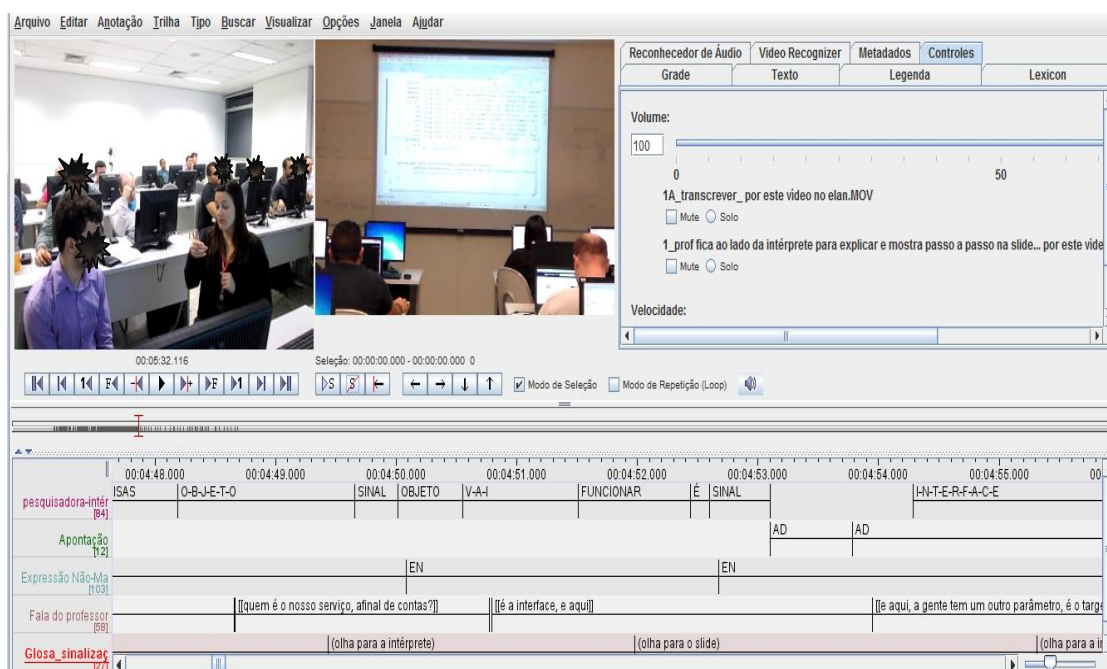 Arquivo Editar Anotação Trilha Tipo Buscar Visualizar Opções Janela Ajudar
Reconhecedor de Áudio Video Recognizer Metadados Controles
Grade Texto Legenda Lexicon
Volume:
100
0 50
1A_transcrever_ por este video no elan.MOV
Mute Solo
1_prof fica ao lado da intérprete para explicar e mostra passo a passo na slide... por este vide
Mute Solo
Velocidade:
00:05:32.116 Seleção: 00:00:00.000 - 00:00:00.000 0
1 F F 1 S S Modo de Seleção Modo de Repetição (Loop)
00:04:48.000 00:04:49.000 00:04:50.000 00:04:51.000 00:04:52.000 00:04:53.000 00:04:54.000 00:04:55.000 00
pesquisadora-intér ISAS O-B-J-E-T-O SINAL OBJETO V-A-I FUNCIONAR É SINAL I-N-T-E-R-F-A-C-E
[84]
Apontação AD AD
[12]
Expressão Não-Ma EN EN
[103]
Fala do professor [[quem é o nosso serviço, afinal de contas?]] [[é a interface, e aqui]] [[e aqui, a gente tem um outro parâmetro, é o targe
[58]
Glosa_sinalizaç (olha para a intérprete) (olha para o slide) (olha para a in
[27]